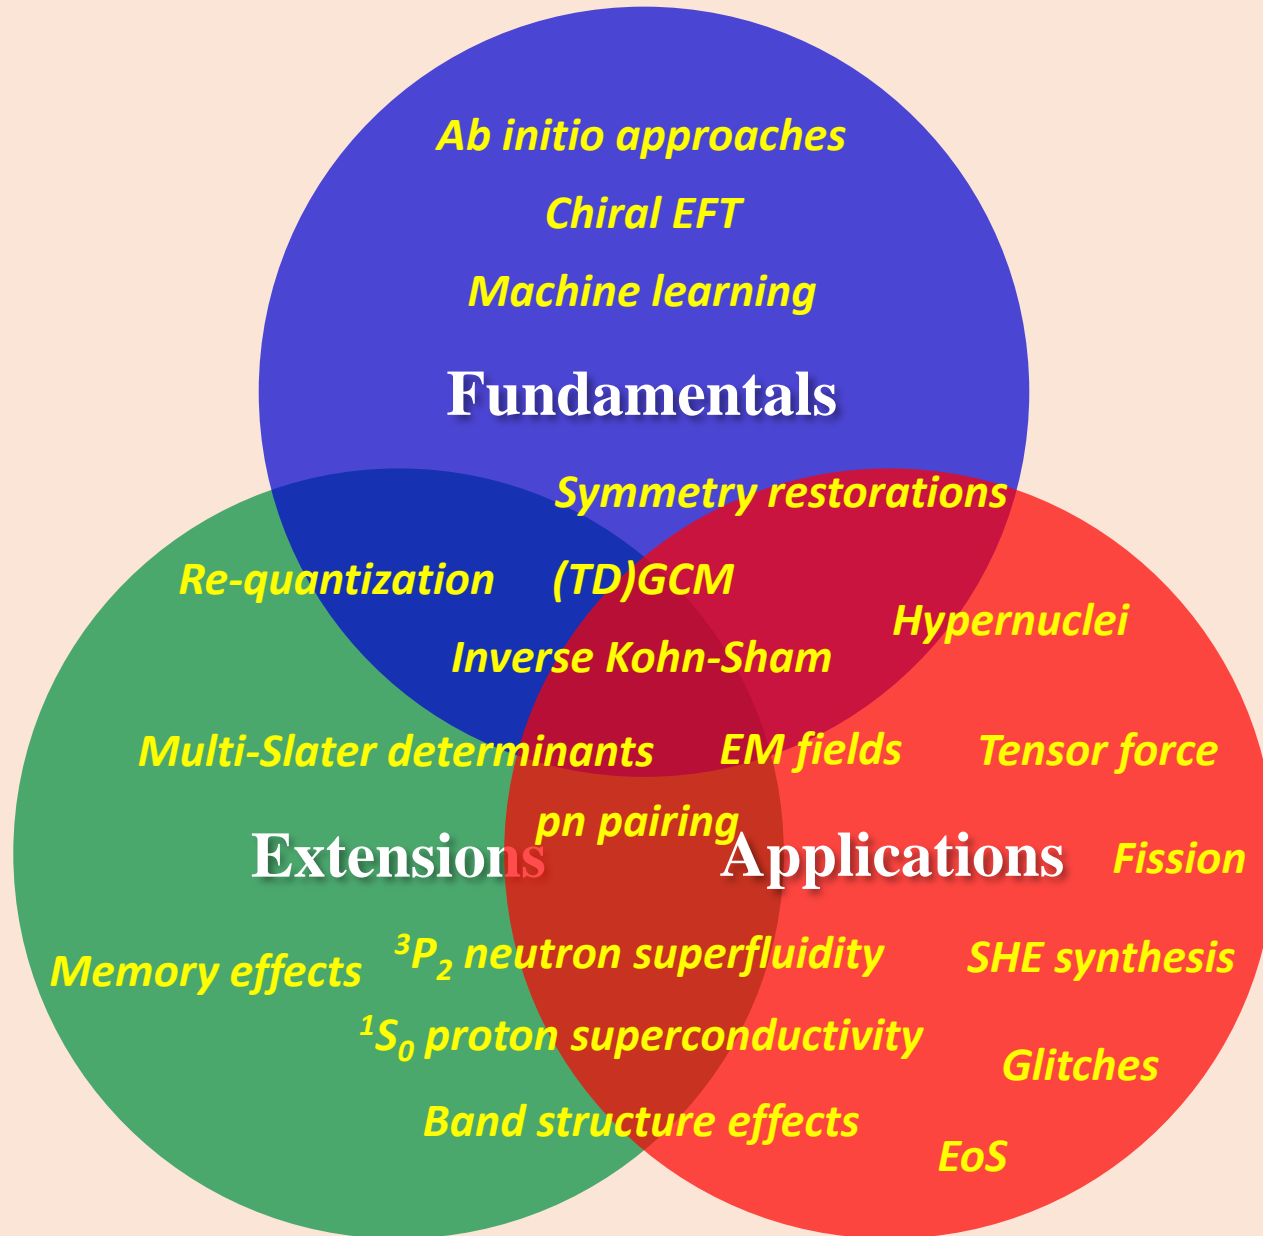 Ab initio approaches
Chiral EFT
Machine learning
Fundamentals
Symmetry restorations
Re-quantization
(TD)GCM
Hypernuclei
Inverse Kohn-Sham
Multi-Slater determinants
EM fields
Tensor force
pn pairing
Extensions
Applications
Fission
Memory effects
³P₂ neutron superfluidity
SHE synthesis
¹S₀ proton superconductivity
Glitches
Band structure effects
EoS